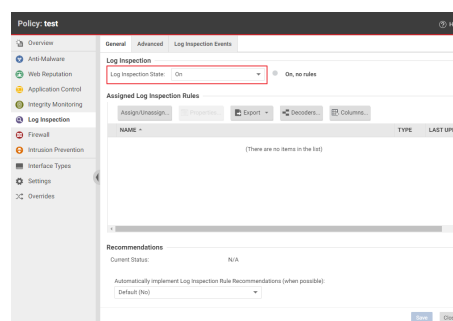 Policy: test
Overview
Anti-Malware
Web Reputation
Application Control
Integrity Monitoring
Log Inspection
Firewall
Intrusion Prevention
Interface Types
Settings
Overrides
General Advanced Log Inspection Events
Log Inspection
Log Inspection State: On On, no rules
Assigned Log Inspection Rules
Assign/Unassign... Export Decoders... Columns...
NAME TYPE LAST UP
(There are no items in the list)
Recommendations
Current Status: N/A
Automatically implement Log Inspection Rule Recommendations (when possible):
Default (No)
Save Clo